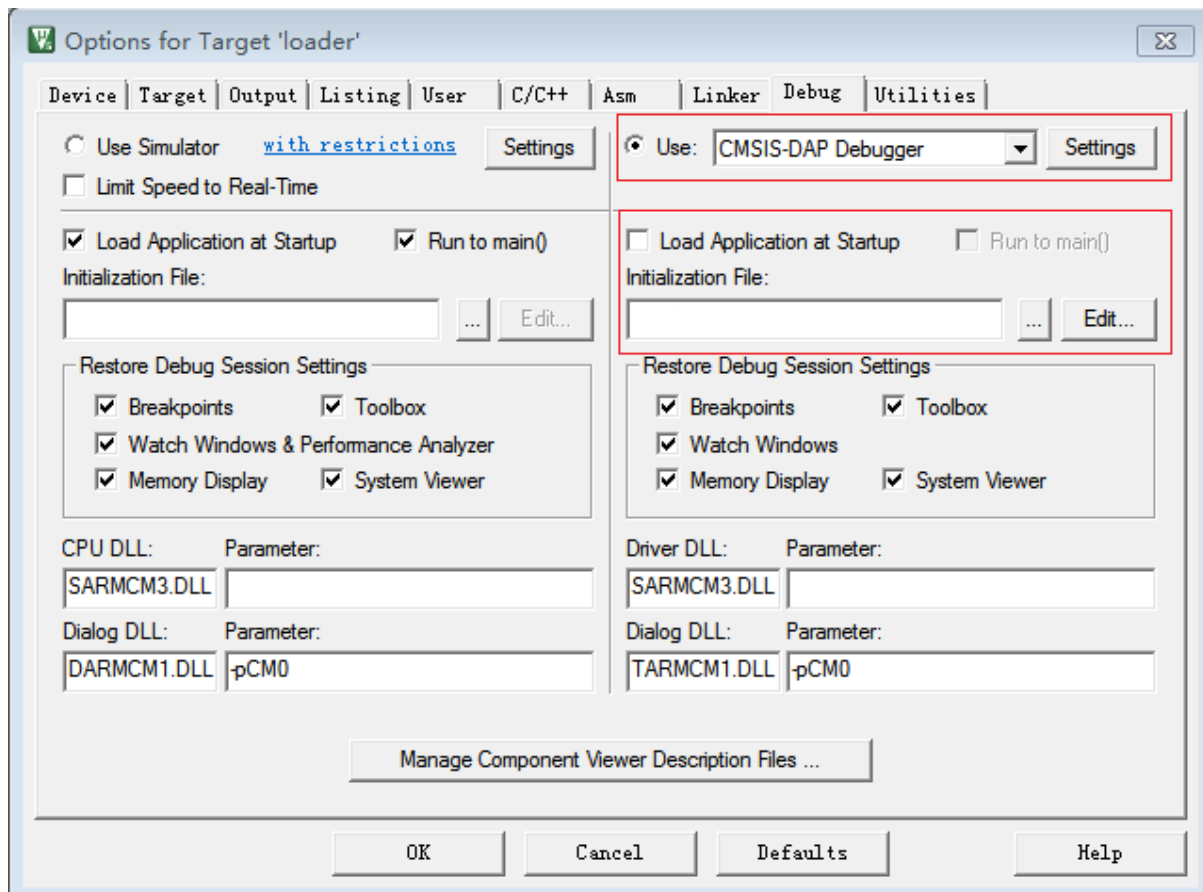 Options for Target 'loader'
Device Target Output Listing User C/C++ Asm Linker Debug Utilities
Use Simulator with restrictions Settings
Limit Speed to Real-Time
Use: CMSIS-DAP Debugger Settings
Load Application at Startup Run to main()
Initialization File:
... Edit...
Load Application at Startup Run to main()
Initialization File:
... Edit...
Restore Debug Session Settings
Breakpoints Toolbox
Watch Windows & Performance Analyzer
Memory Display System Viewer
Restore Debug Session Settings
Breakpoints Toolbox
Watch Windows
Memory Display System Viewer
CPU DLL: Parameter:
SARMCM3.DLL
Dialog DLL: Parameter:
DARMCM1.DLL -pCM0
Driver DLL: Parameter:
SARMCM3.DLL
Dialog DLL: Parameter:
TARMCM1.DLL -pCM0
Manage Component Viewer Description Files ...
OK Cancel Defaults Help